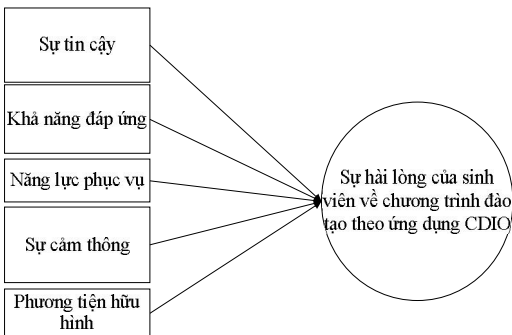 Sự tin cậy
Khả năng đáp ứng
Năng lực phục vụ
Sự cảm thông
Phương tiện hữu
hình
Sự hài lòng của sinh
viên về chương trình đào
tạo theo ứng dụng CDIO